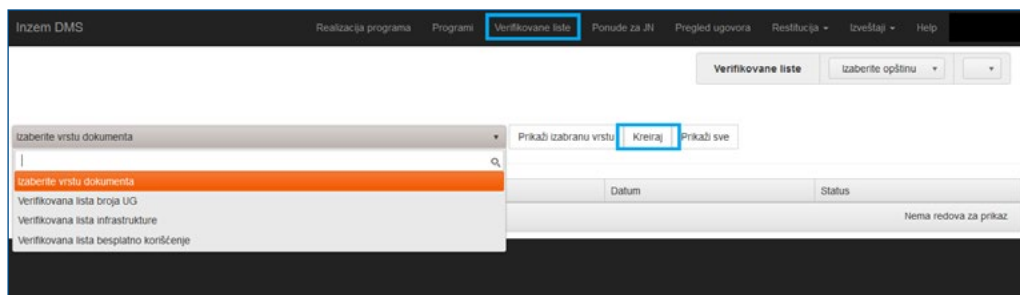 Inzem DMS Realizacija programa Programi Verifikovane liste Ponude za JN Pregled ugovora Restitucija Izveštaji Help
Verifikovane liste Izaberite opštinu
Izaberite vrstu dokumenta Prikaži izabranu vrstu Kreiraj Prikaži sve
Izaberite vrstu dokumenta
Datum Status
Verifikovana lista broja UG
Verifikovana lista infrastrukture Nema redova za prikaz
Verifikovana lista besplatno korišćenje